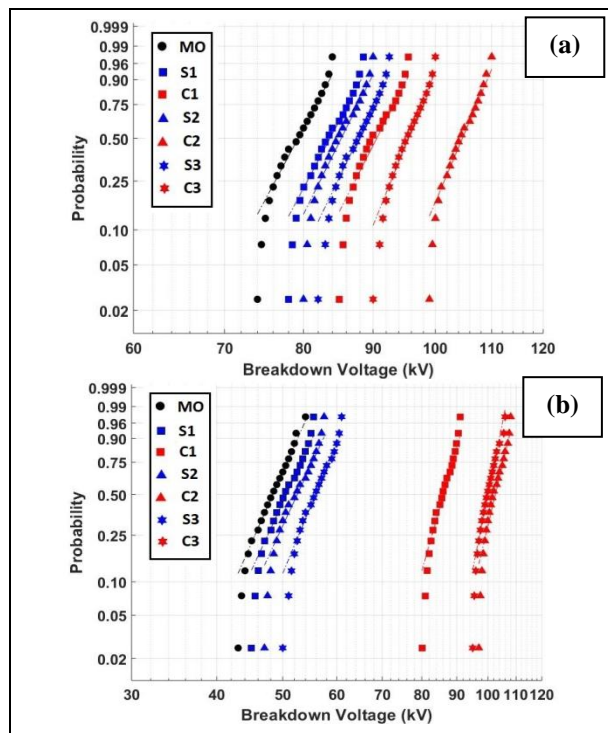 (a)
0.999
0.99
0.96
0.90
0.75
0.50
0.25
0.10
0.05
0.02
Probability
MO
S1
C1
S2
C2
S3
C3
60 70 80 90 100 110 120
Breakdown Voltage (kV)
(b)
0.999
0.99
0.96
0.90
0.75
0.50
0.25
0.10
0.05
0.02
Probability
MO
S1
C1
S2
C2
S3
C3
30 40 50 60 70 80 90 100 110 120
Breakdown Voltage (kV)